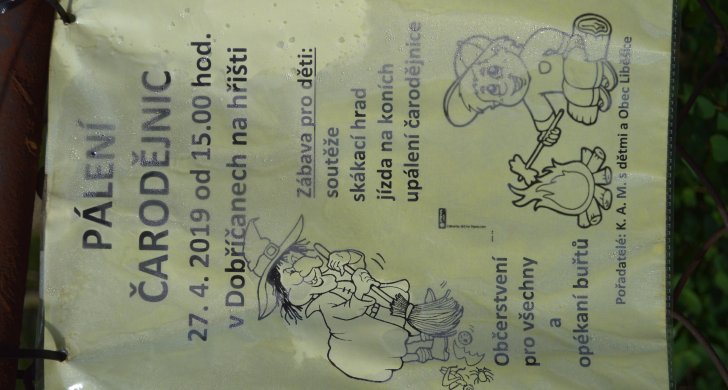 PÁLENÍ
ČARODĚJNIC
27. 4. 2019 od 15.00 hod.
v Dobříčanech na hřišti
Zábava pro děti:
soutěže
skákací hrad
jízda na koních
upálení čarodějnice
Občerstvení
pro všechny
a
opékaní buřtů
Pořadatelé: K. A. M. s dětmi a Obec Liběšice